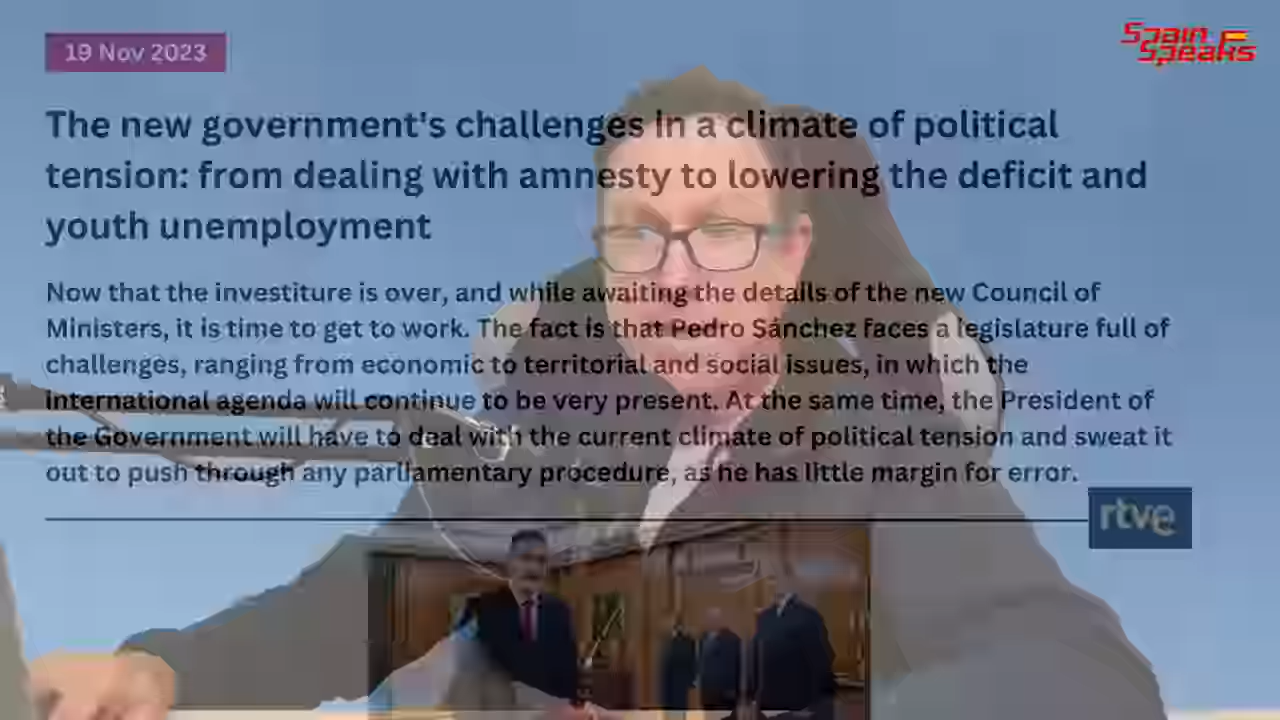 19 Nov 2023
Spain
Speaks
The new government's challenges in a climate of political
tension: from dealing with amnesty to lowering the deficit and
youth unemployment
Now that the investiture is over, and while awaiting the details of the new Council of
Ministers, it is time to get to work. The fact is that Pedro Sánchez faces a legislature full of
challenges, ranging from economic to territorial and social issues, in which the
international agenda will continue to be very present. At the same time, the President of
the Government will have to deal with the current climate of political tension and sweat it
out to push through any parliamentary procedure, as he has little margin for error.
rtve